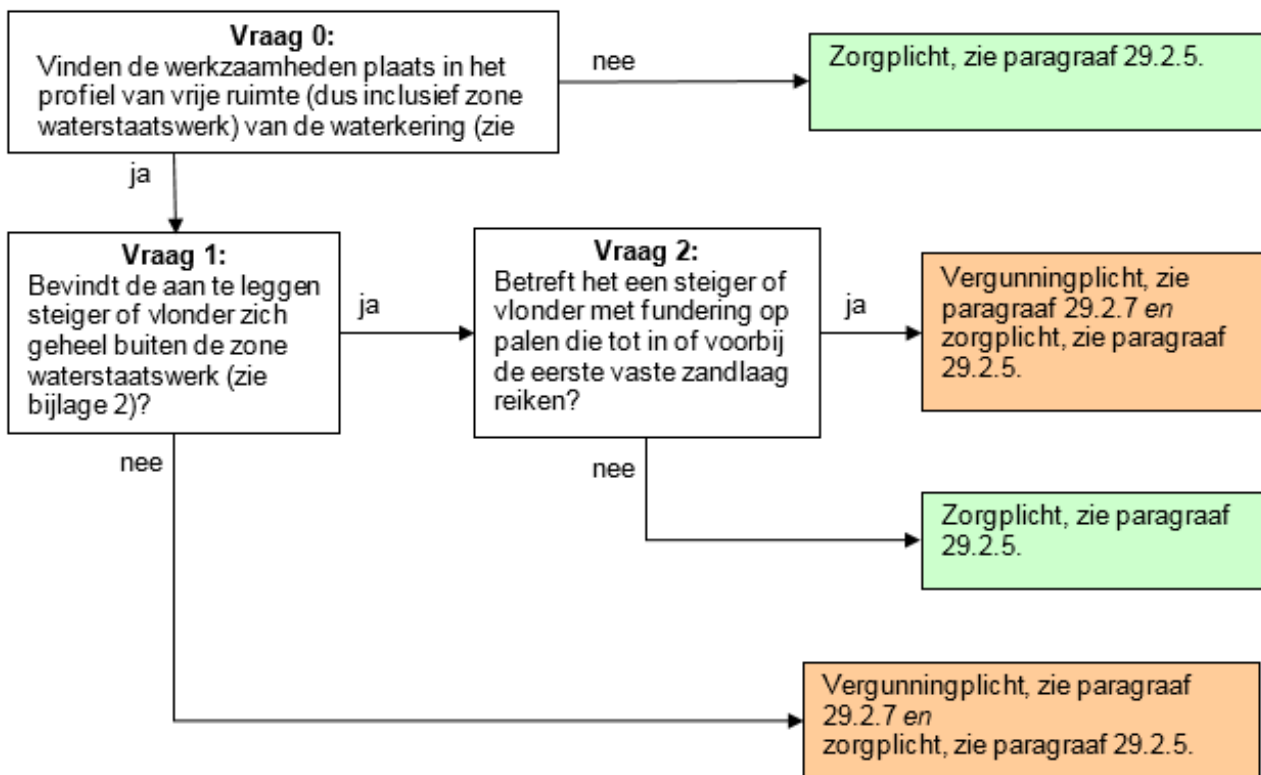 Vraag 0:
Vinden de werkzaamheden plaats in het
profiel van vrije ruimte (dus inclusief zone
waterstaatswerk) van de waterkering (zie
nee
Zorgplicht, zie paragraaf 29.2.5.
ja
Vraag 1:
Bevindt de aan te leggen
steiger of vlonder zich
geheel buiten de zone
waterstaatswerk (zie
bijlage 2)?
ja
Vraag 2:
Betreft het een steiger of
vlonder met fundering op
palen die tot in of voorbij
de eerste vaste zandlaag
reiken?
ja
Vergunningplicht, zie
paragraaf 29.2.7 en
zorgplicht, zie paragraaf
29.2.5.
nee
nee
Zorgplicht, zie paragraaf
29.2.5.
Vergunningplicht, zie paragraaf
29.2.7 en
zorgplicht, zie paragraaf 29.2.5.